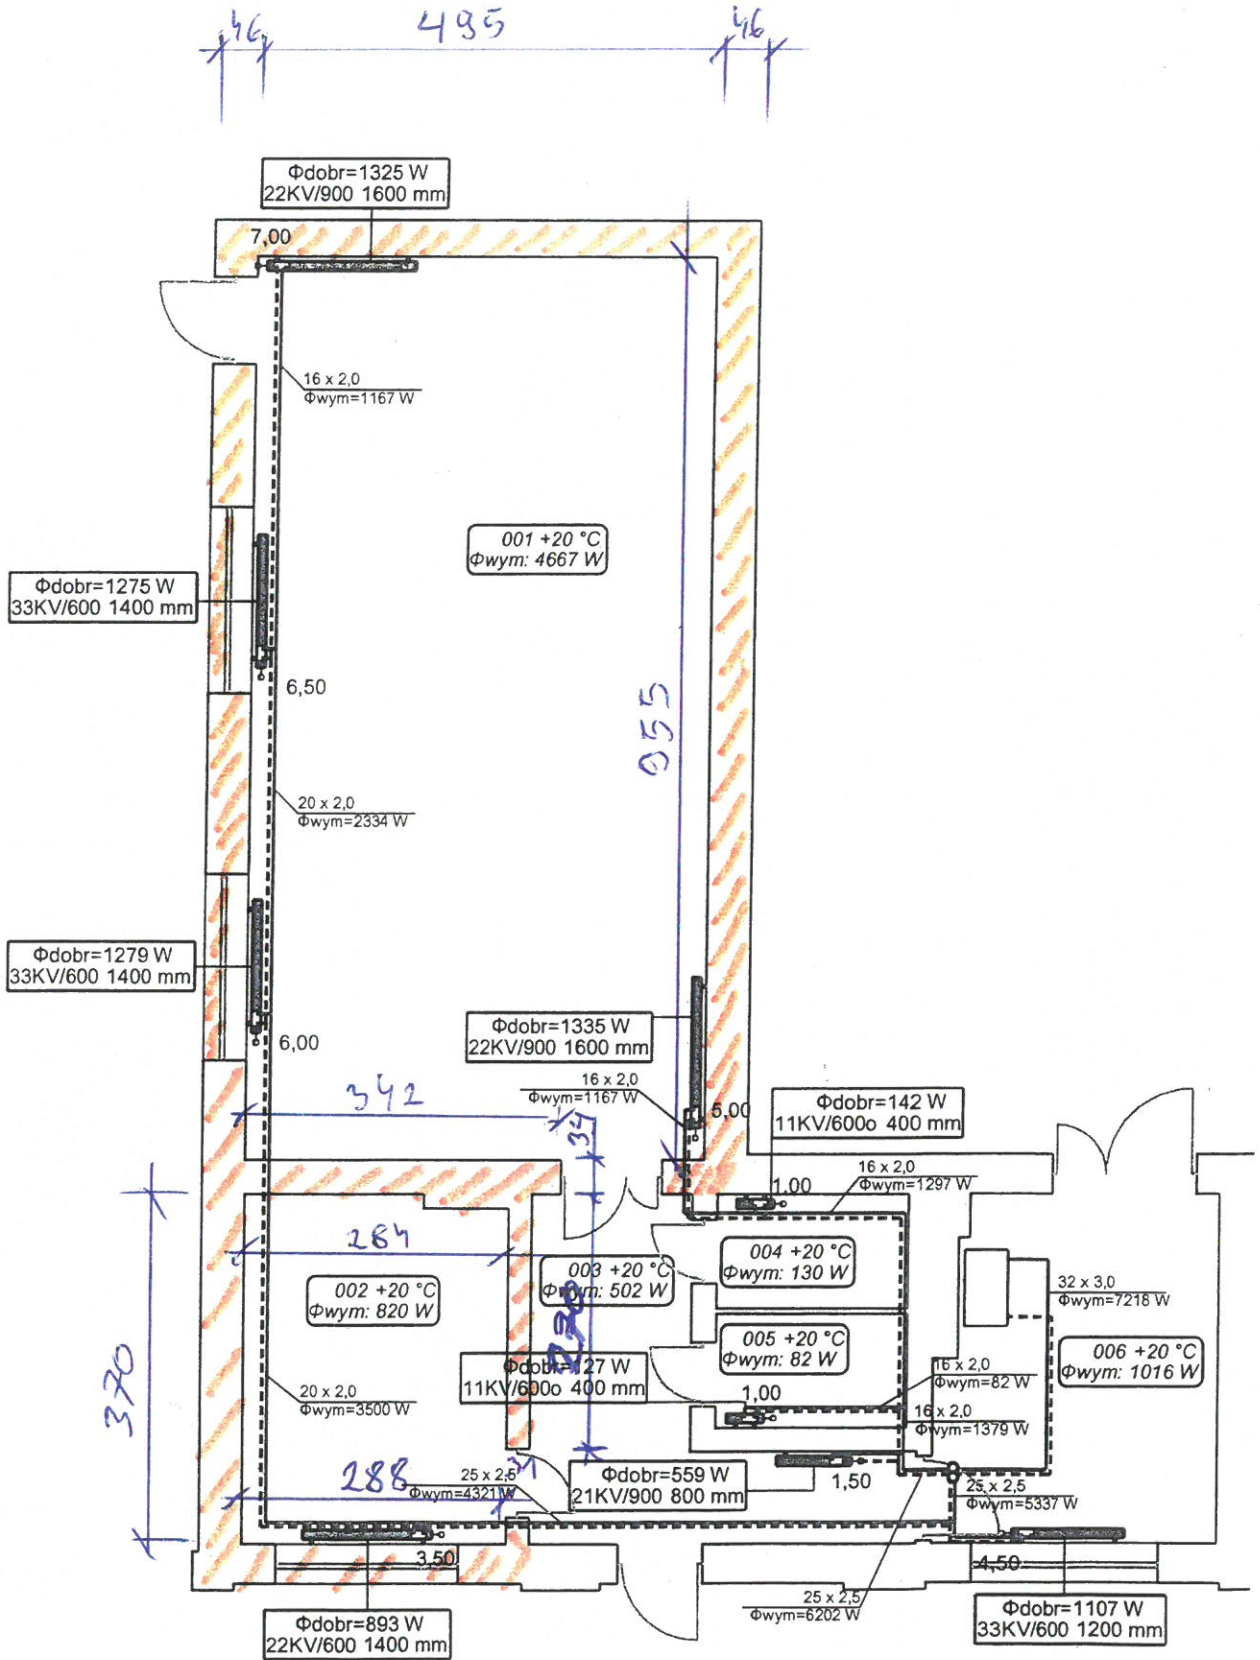 46
495
46
Φdobr=1325 W
22KV/900 1600 mm
7,00
16 x 2,0
Φwym=1167 W
001 +20 °C
Φwym: 4667 W
Φdobr=1275 W
33KV/600 1400 mm
6,50
955
20 x 2,0
Φwym=2334 W
Φdobr=1279 W
33KV/600 1400 mm
6,00
Φdobr=1335 W
22KV/900 1600 mm
16 x 2,0
Φwym=1167 W
342
34
5,00
Φdobr=142 W
11KV/600o 400 mm
16 x 2,0
Φwym=1297 W
1,00
284
002 +20 °C
Φwym: 820 W
003 +20 °C
Φwym: 502 W
004 +20 °C
Φwym: 130 W
32 x 3,0
Φwym=7218 W
005 +20 °C
Φwym: 82 W
006 +20 °C
Φwym: 1016 W
370
Φdobr=127 W
11KV/600o 400 mm
16 x 2,0
Φwym=82 W
1,00
20 x 2,0
Φwym=3500 W
16 x 2,0
Φwym=1379 W
288
25 x 2,5
Φwym=4321 W
Φdobr=559 W
21KV/900 800 mm
1,50
25 x 2,5
Φwym=5337 W
3,50
4,50
25 x 2,5
Φwym=6202 W
Φdobr=893 W
22KV/600 1400 mm
Φdobr=1107 W
33KV/600 1200 mm